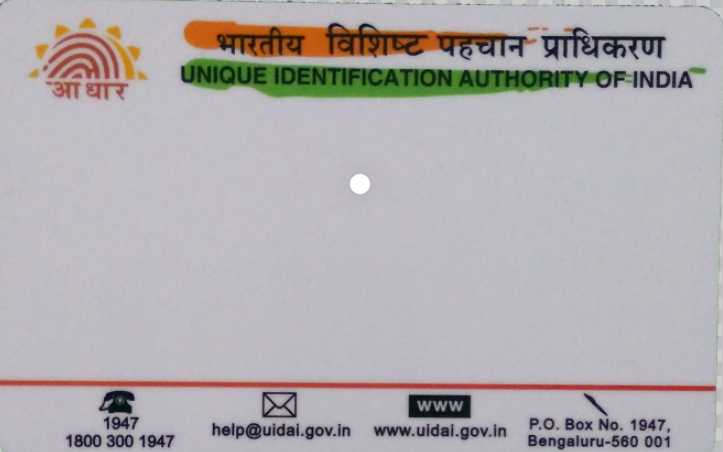 भारतीय विशिष्ट पहचान प्राधिकरण
UNIQUE IDENTIFICATION AUTHORITY OF INDIA
आधार
1947
1800 300 1947
help@uidai.gov.in
WWW
www.uidai.gov.in
P.O. Box No. 1947,
Bengaluru-560 001